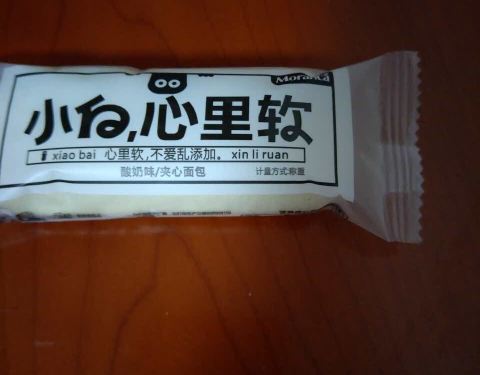 小白,心里软
xiao bai 心里软,不爱乱添加。 xin li ruan
酸奶味/夹心面包 计量方式:称重